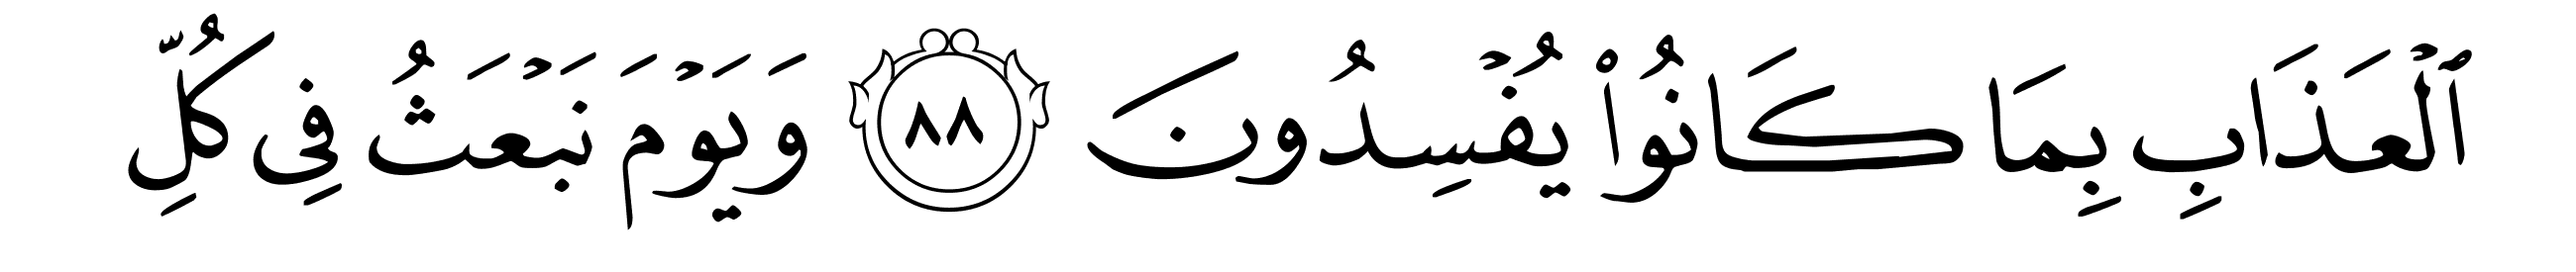 ٱلۡعَذَابِ بِمَا كَانُواْ يُفۡسِدُونَ ٨٨ وَيَوۡمَ نَبۡعَثُ فِي كُلِّ